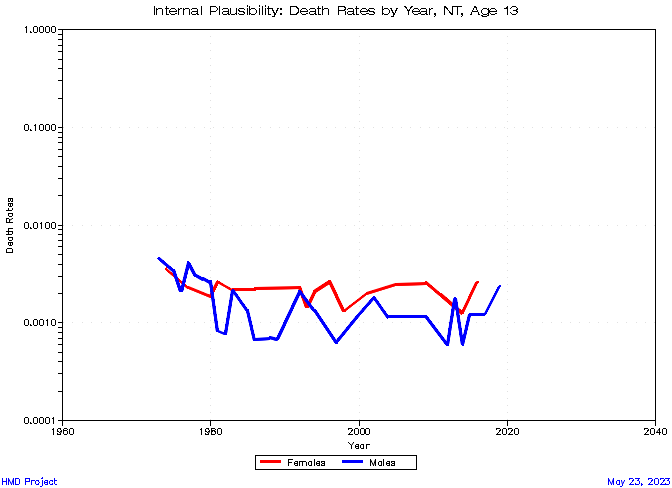 Internal Plausibility: Death Rates by Year, NT, Age 13
1.0000
0.1000
0.0100
0.0010
0.0001
Death Rates
1960
1980
2000
2020
2040
Year
Females
Males
HMD Project
May 23, 2023